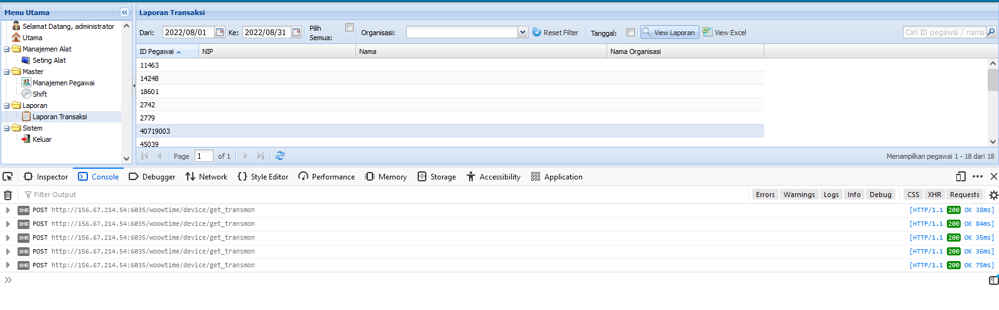 Menu Utama
Selamat Datang, administrator
Utama
Manajemen Alat
Seting Alat
Master
Manajemen Pegawai
Shift
Laporan
Laporan Transaksi
Sistem
Keluar
Laporan Transaksi
Dari: 2022/08/01 Ke: 2022/08/31 Pilih Semua: Organisasi: Reset Filter Tanggal: View Laporan View Excel Cari ID pegawai / nama
ID Pegawai NIP Nama Nama Organisasi
11463
14248
18601
2742
2779
40719003
45039
Page 1 of 1 Menampilkan pegawai 1 - 18 dari 18
Inspector Console Debugger Network Style Editor Performance Memory Storage Accessibility Application
Filter Output Errors Warnings Logs Info Debug CSS XHR Requests
XHR POST http://156.67.214.54:6035/woowtime/device/get_transmon [HTTP/1.1 200 OK 38ms]
XHR POST http://156.67.214.54:6035/woowtime/device/get_transmon [HTTP/1.1 200 OK 84ms]
XHR POST http://156.67.214.54:6035/woowtime/device/get_transmon [HTTP/1.1 200 OK 35ms]
XHR POST http://156.67.214.54:6035/woowtime/device/get_transmon [HTTP/1.1 200 OK 36ms]
XHR POST http://156.67.214.54:6035/woowtime/device/get_transmon [HTTP/1.1 200 OK 75ms]